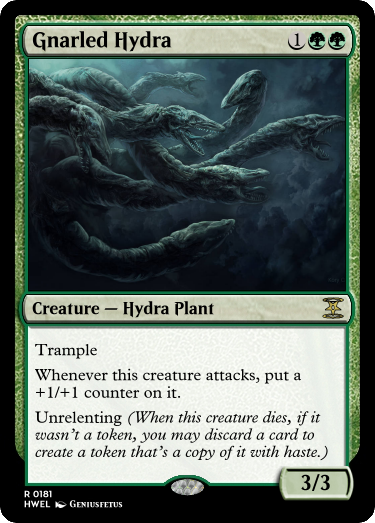 Gnarled Hydra 1
Creature — Hydra Plant
Trample
Whenever this creature attacks, put a
+1/+1 counter on it.
Unrelenting (When this creature dies, if it
wasn't a token, you may discard a card to
create a token that's a copy of it with haste.)
3/3
R 0181
HWEL Geniusfetus